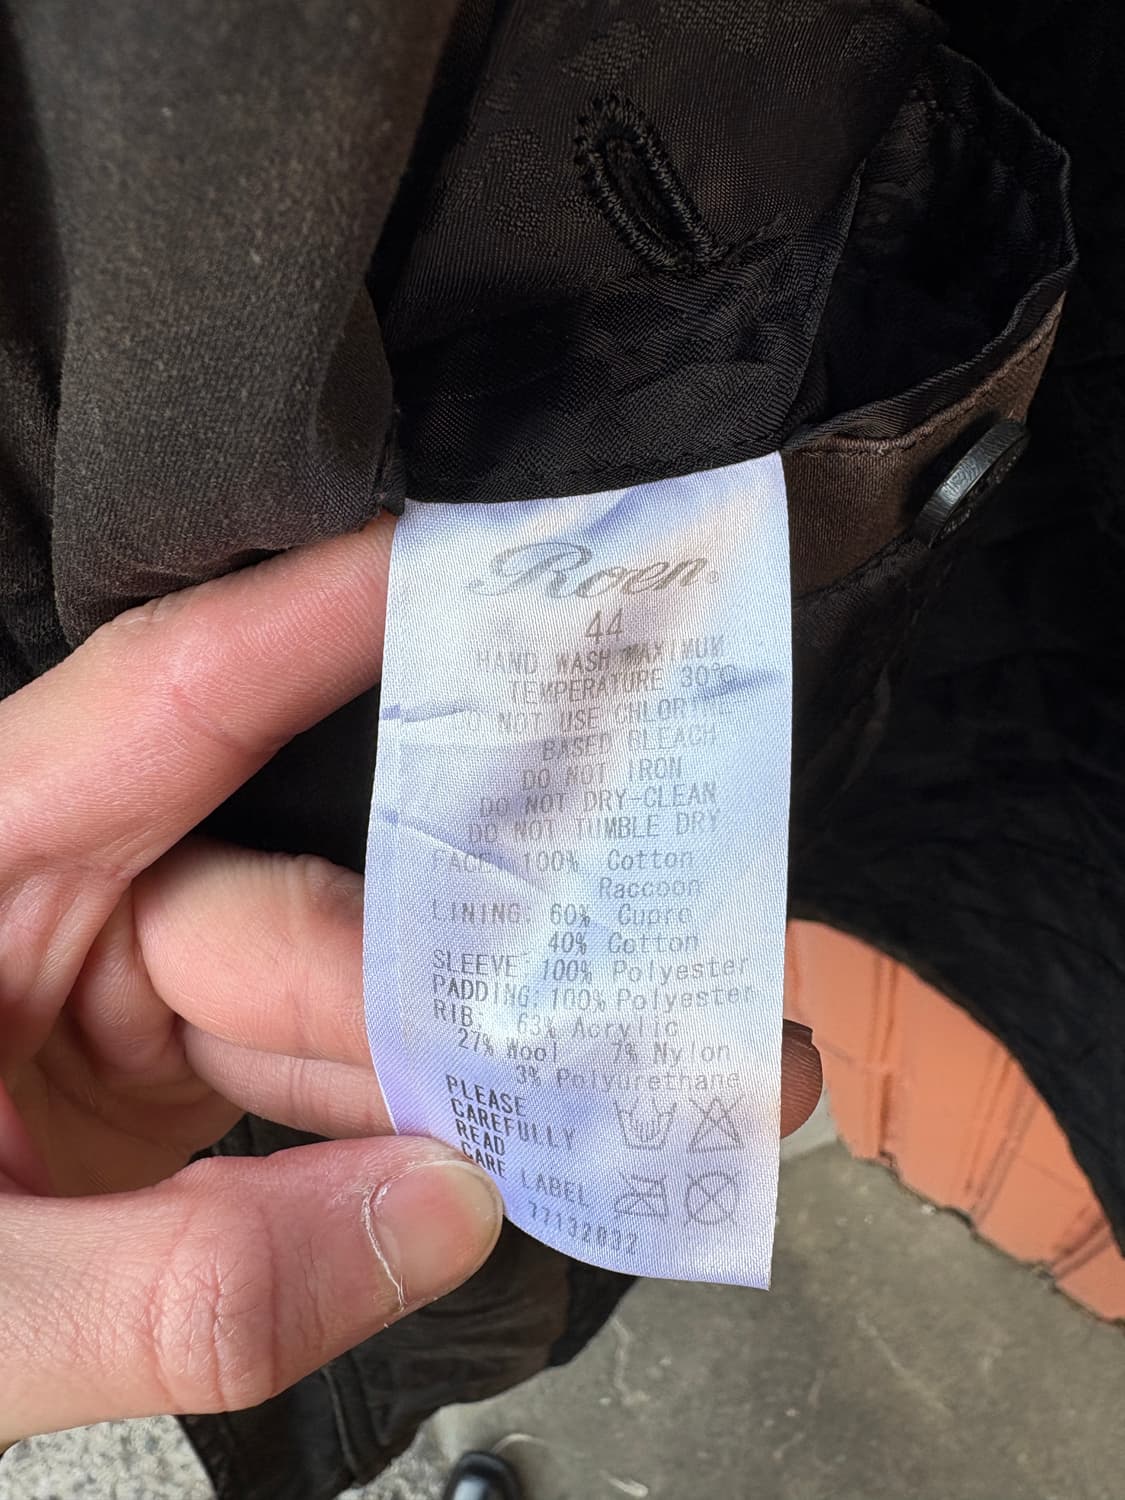 Roen
44
HAND WASH MAXIMUM
TEMPERATURE 30°C
DO NOT USE CHLORINE
BASED BLEACH
DO NOT IRON
DO NOT DRY-CLEAN
DO NOT TUMBLE DRY
FACE: 100% Cotton
Raccoon
LINING: 60% Cupro
40% Cotton
SLEEVE 100% Polyester
PADDING: 100% Polyester
RIB: 63% Acrylic
27% Wool 7% Nylon
3% Polyurethane
PLEASE
CAREFULLY
READ
CARE LABEL
77132032